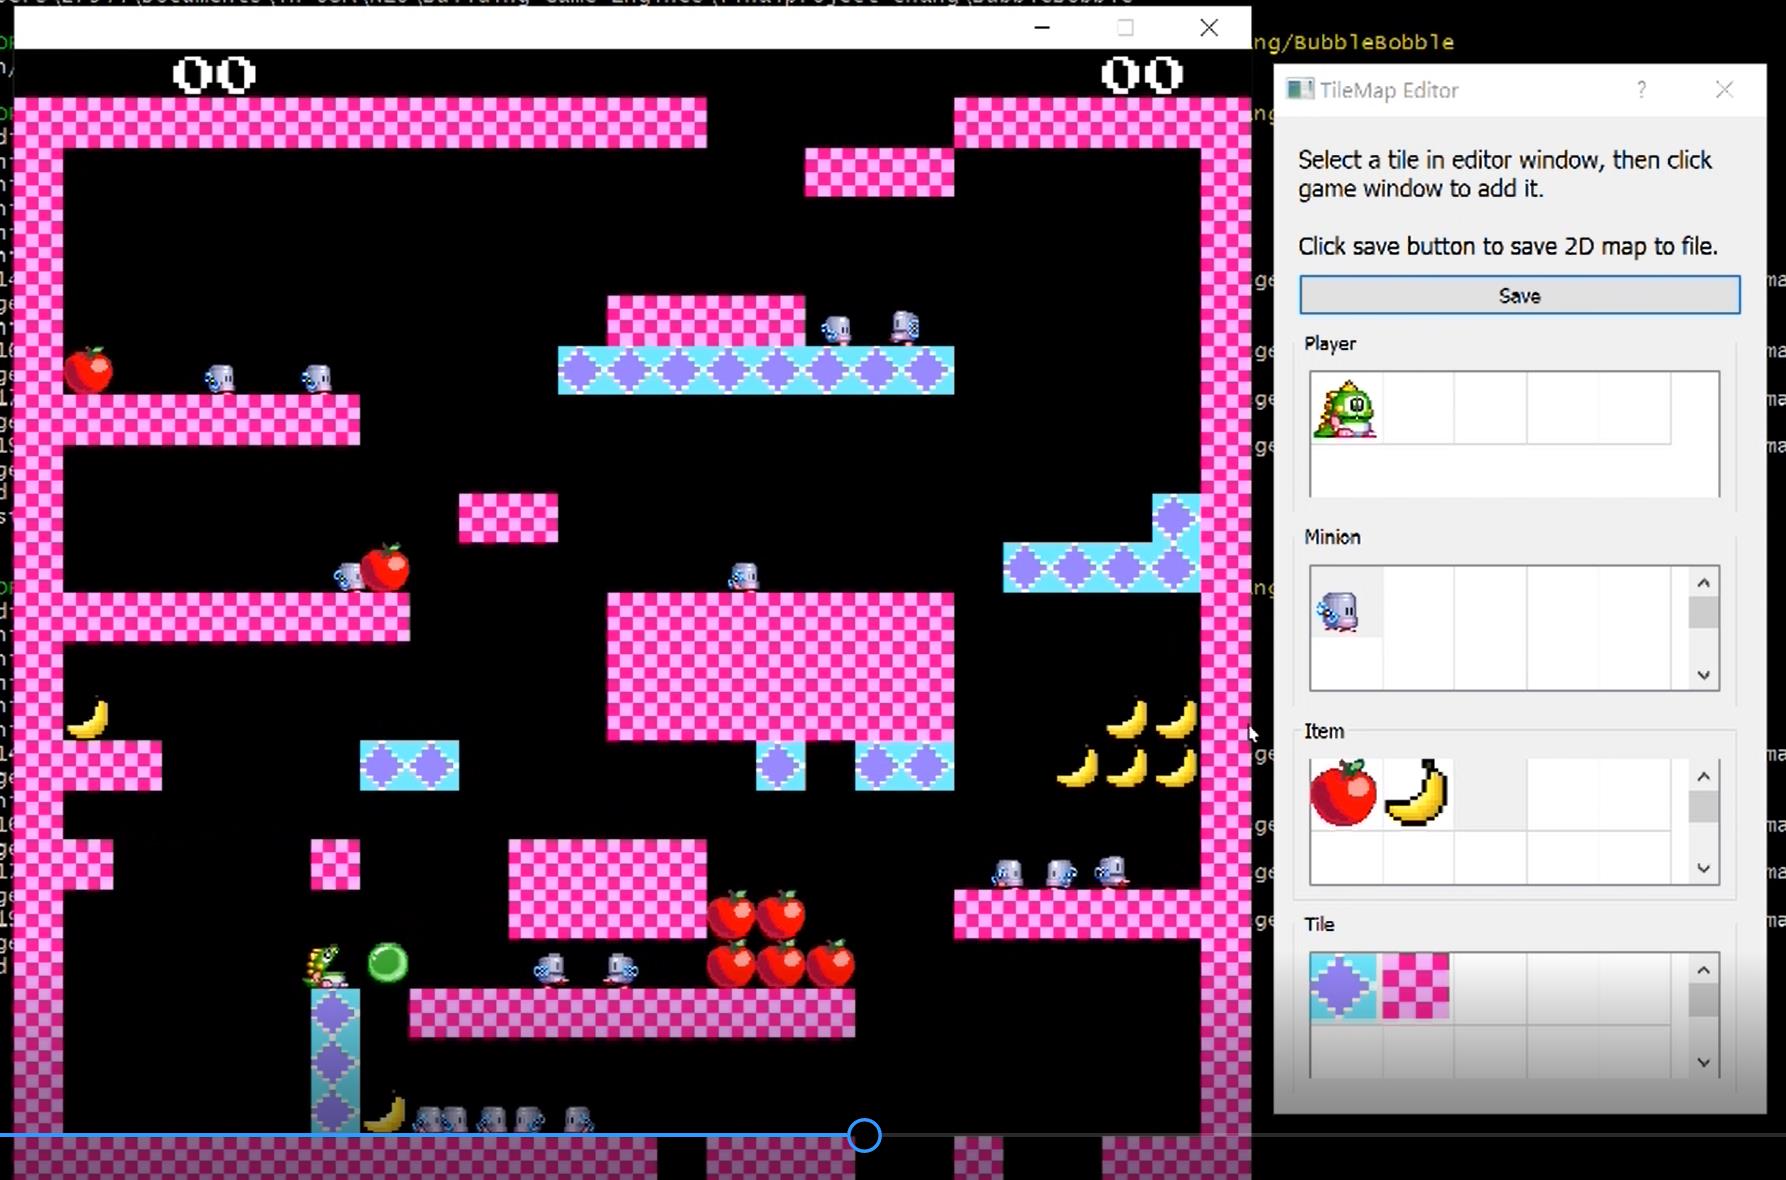 ng/BubbleBobble
00
00
TileMap Editor
Select a tile in editor window, then click
game window to add it.
Click save button to save 2D map to file.
Save
Player
Minion
Item
Tile